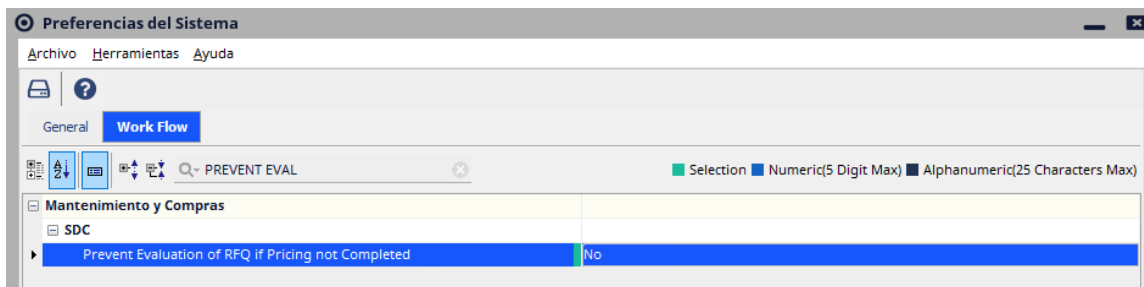 Preferencias del Sistema
Archivo Herramientas Ayuda
General Work Flow
PREVENT EVAL Selection Numeric(5 Digit Max) Alphanumeric(25 Characters Max)
Mantenimiento y Compras
SDC
Prevent Evaluation of RFQ if Pricing not Completed No